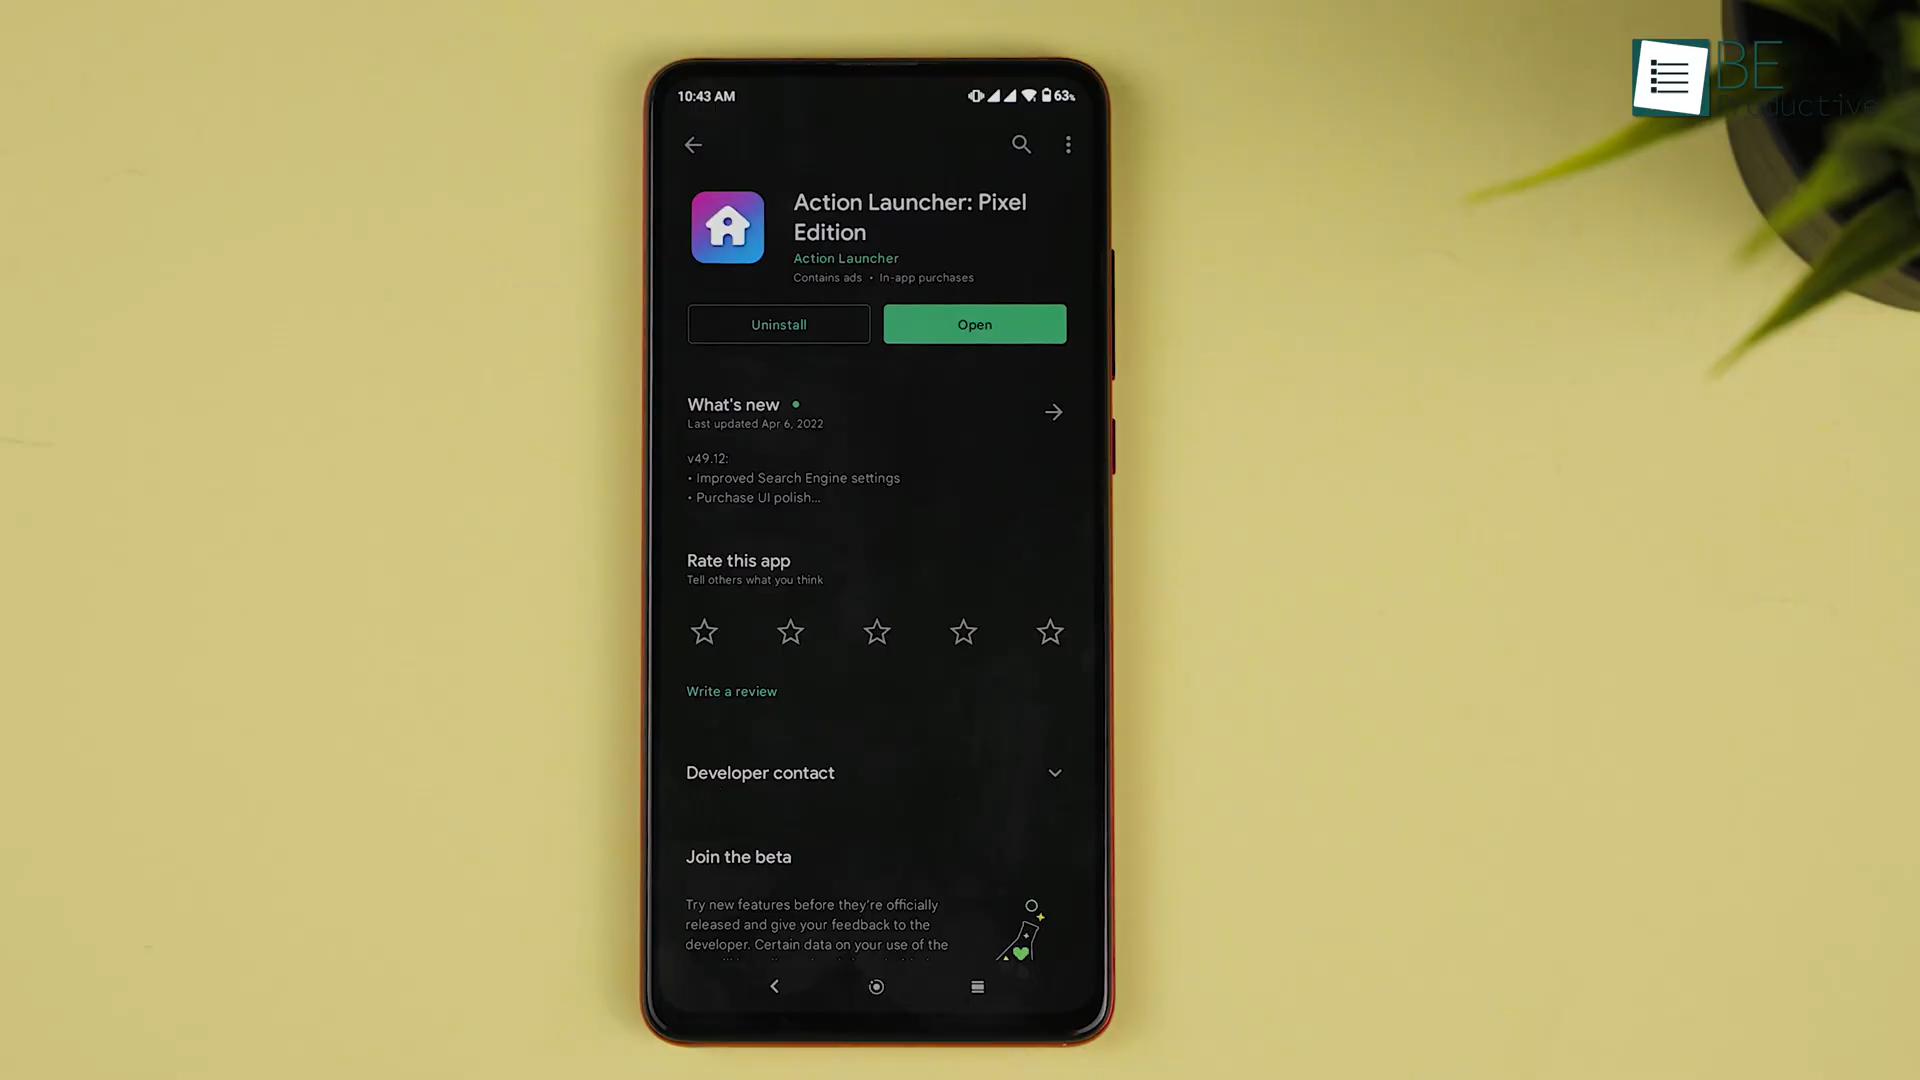 BE
Productive
10:43 AM
63%
Action Launcher: Pixel
Edition
Action Launcher
Contains ads • In-app purchases
Uninstall
Open
What's new •
Last updated Apr 6, 2022
v49.12:
• Improved Search Engine settings
• Purchase UI polish...
Rate this app
Tell others what you think
Write a review
Developer contact
Join the beta
Try new features before they're officially
released and give your feedback to the
developer. Certain data on your use of the